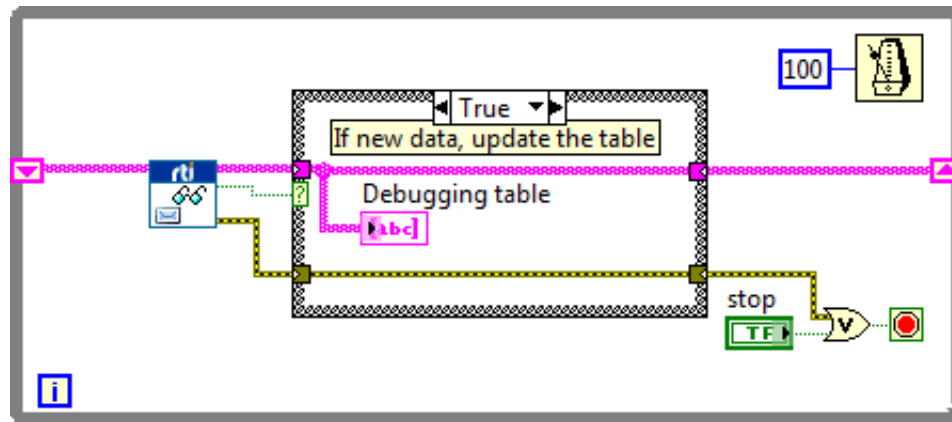 100
True
If new data, update the table
rti
?
Debugging table
abc
stop
TF
V
i